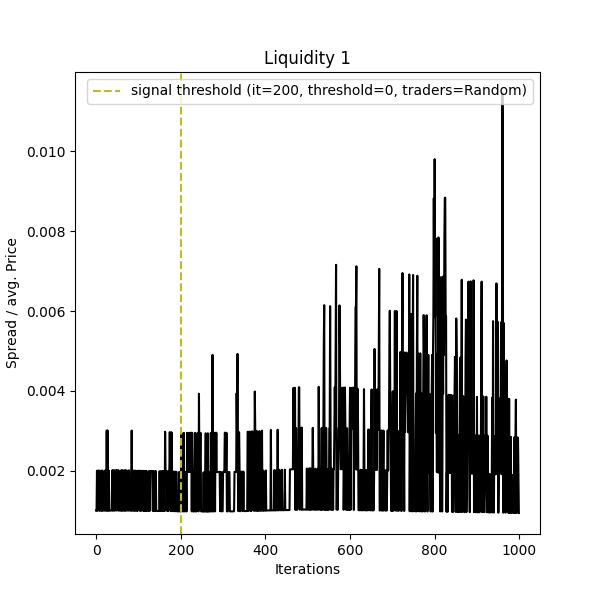 Liquidity 1
signal threshold (it=200, threshold=0, traders=Random)
0.010
0.008
0.006
0.004
0.002
Spread / avg. Price
0 200 400 600 800 1000
Iterations